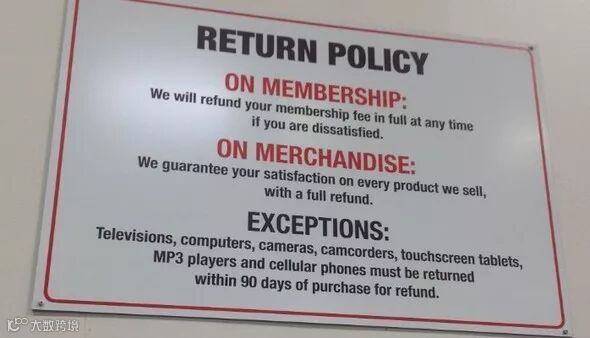 RETURN POLICY
ON MEMBERSHIP:
We will refund your membership fee in full at any time
if you are dissatisfied.
ON MERCHANDISE:
We guarantee your satisfaction on every product we sell,
with a full refund.
EXCEPTIONS:
Televisions, computers, cameras, camcorders, touchscreen tablets,
MP3 players and cellular phones must be returned
within 90 days of purchase for refund.
大数跨境